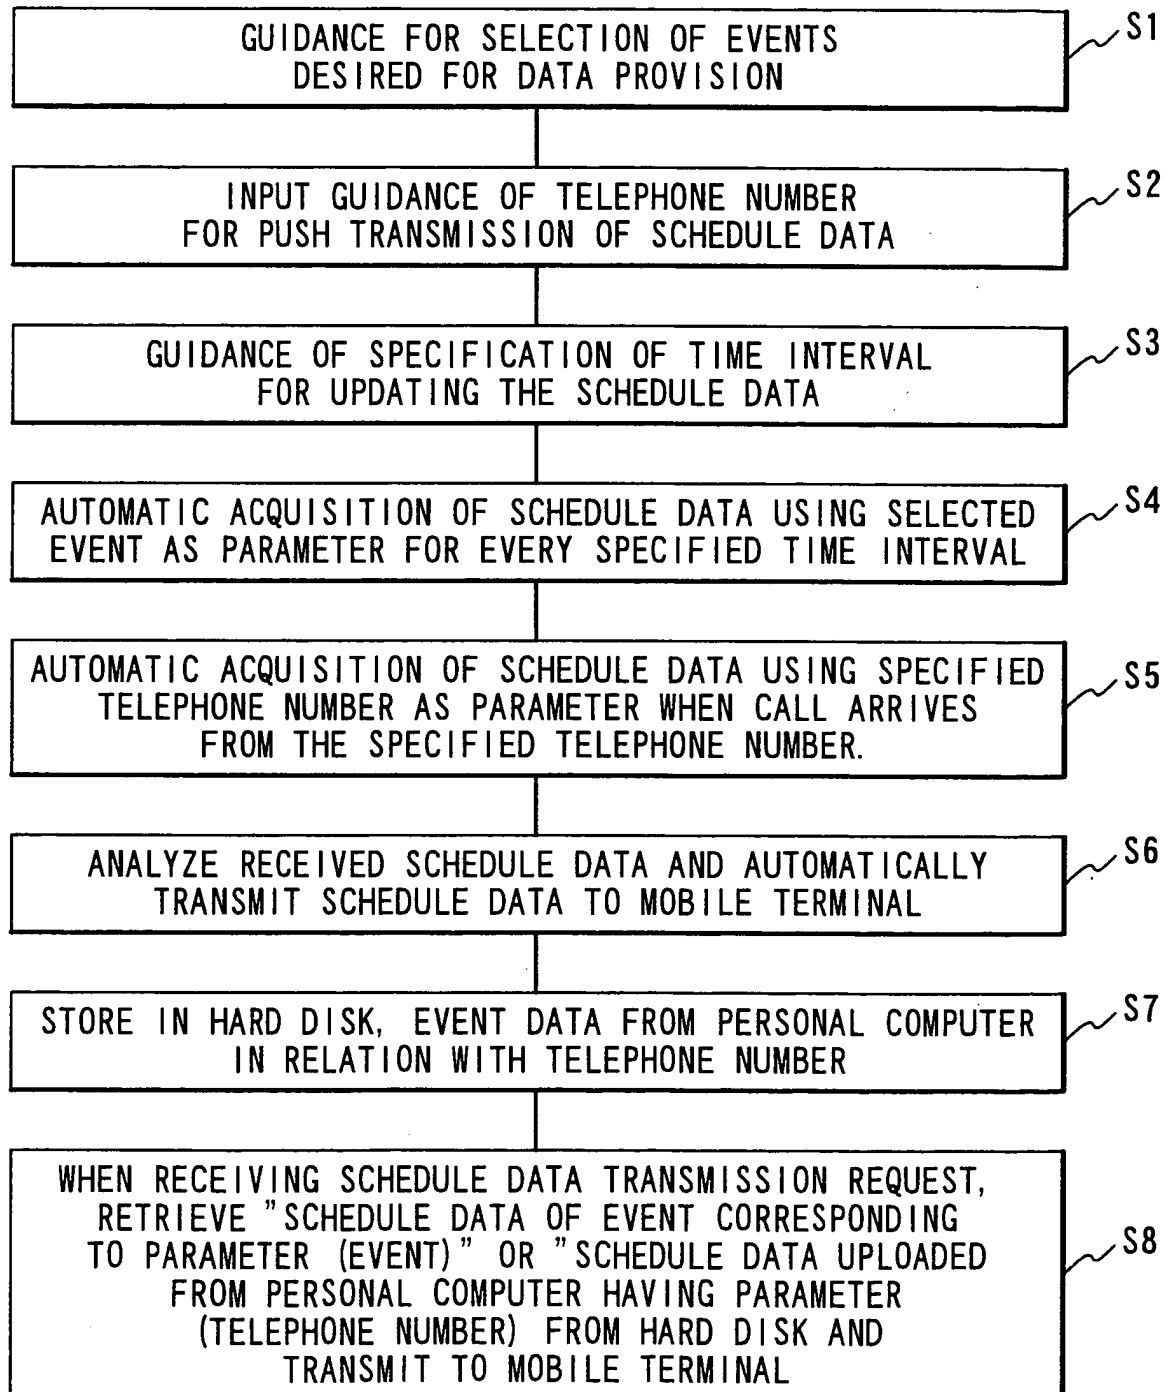 GUIDANCE FOR SELECTION OF EVENTS
DESIRED FOR DATA PROVISION
S1
INPUT GUIDANCE OF TELEPHONE NUMBER
FOR PUSH TRANSMISSION OF SCHEDULE DATA
S2
GUIDANCE OF SPECIFICATION OF TIME INTERVAL
FOR UPDATING THE SCHEDULE DATA
S3
AUTOMATIC ACQUISITION OF SCHEDULE DATA USING SELECTED
EVENT AS PARAMETER FOR EVERY SPECIFIED TIME INTERVAL
S4
AUTOMATIC ACQUISITION OF SCHEDULE DATA USING SPECIFIED
TELEPHONE NUMBER AS PARAMETER WHEN CALL ARRIVES
FROM THE SPECIFIED TELEPHONE NUMBER.
S5
ANALYZE RECEIVED SCHEDULE DATA AND AUTOMATICALLY
TRANSMIT SCHEDULE DATA TO MOBILE TERMINAL
S6
STORE IN HARD DISK, EVENT DATA FROM PERSONAL COMPUTER
IN RELATION WITH TELEPHONE NUMBER
S7
WHEN RECEIVING SCHEDULE DATA TRANSMISSION REQUEST,
RETRIEVE "SCHEDULE DATA OF EVENT CORRESPONDING
TO PARAMETER (EVENT)" OR "SCHEDULE DATA UPLOADED
FROM PERSONAL COMPUTER HAVING PARAMETER
(TELEPHONE NUMBER) FROM HARD DISK AND
TRANSMIT TO MOBILE TERMINAL
S8